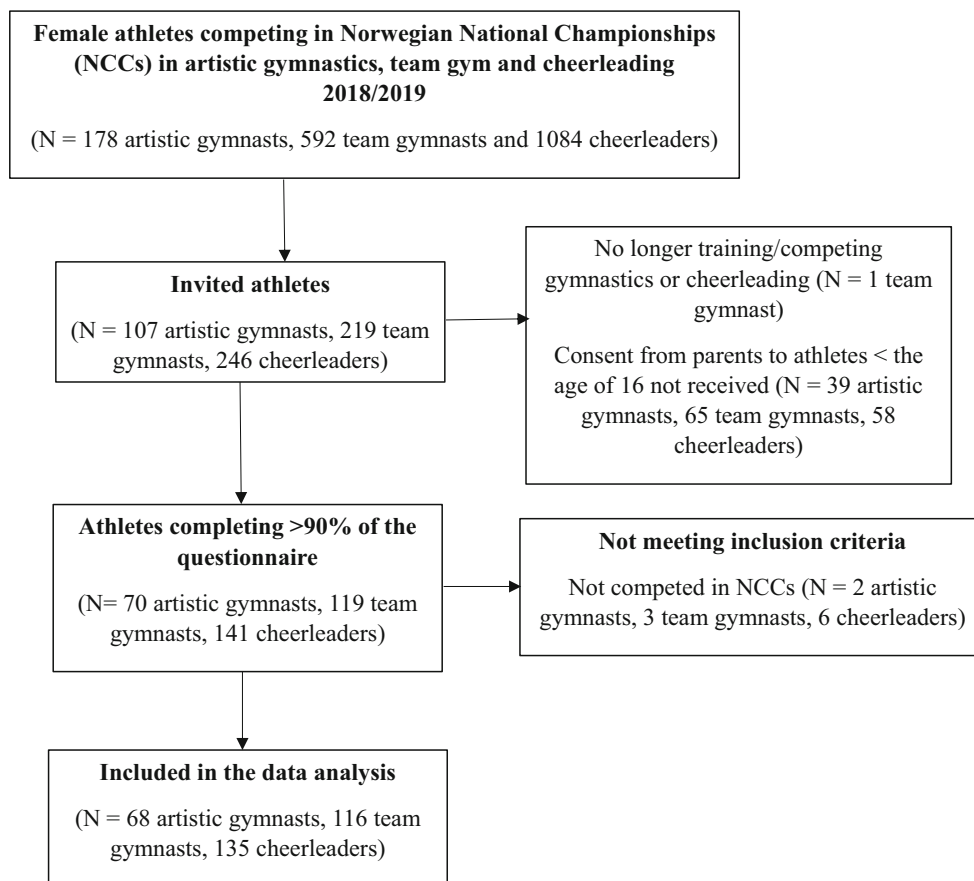 Female athletes competing in Norwegian National Championships
(NCCs) in artistic gymnastics, team gym and cheerleading
2018/2019
(N = 178 artistic gymnasts, 592 team gymnasts and 1084 cheerleaders)
Invited athletes
(N = 107 artistic gymnasts, 219 team
gymnasts, 246 cheerleaders)
No longer training/competing
gymnastics or cheerleading (N = 1 team
gymnast)
Consent from parents to athletes < the
age of 16 not received (N = 39 artistic
gymnasts, 65 team gymnasts, 58
cheerleaders)
Athletes completing >90% of the
questionnaire
(N= 70 artistic gymnasts, 119 team
gymnasts, 141 cheerleaders)
Not meeting inclusion criteria
Not competed in NCCs (N = 2 artistic
gymnasts, 3 team gymnasts, 6 cheerleaders)
Included in the data analysis
(N = 68 artistic gymnasts, 116 team
gymnasts, 135 cheerleaders)